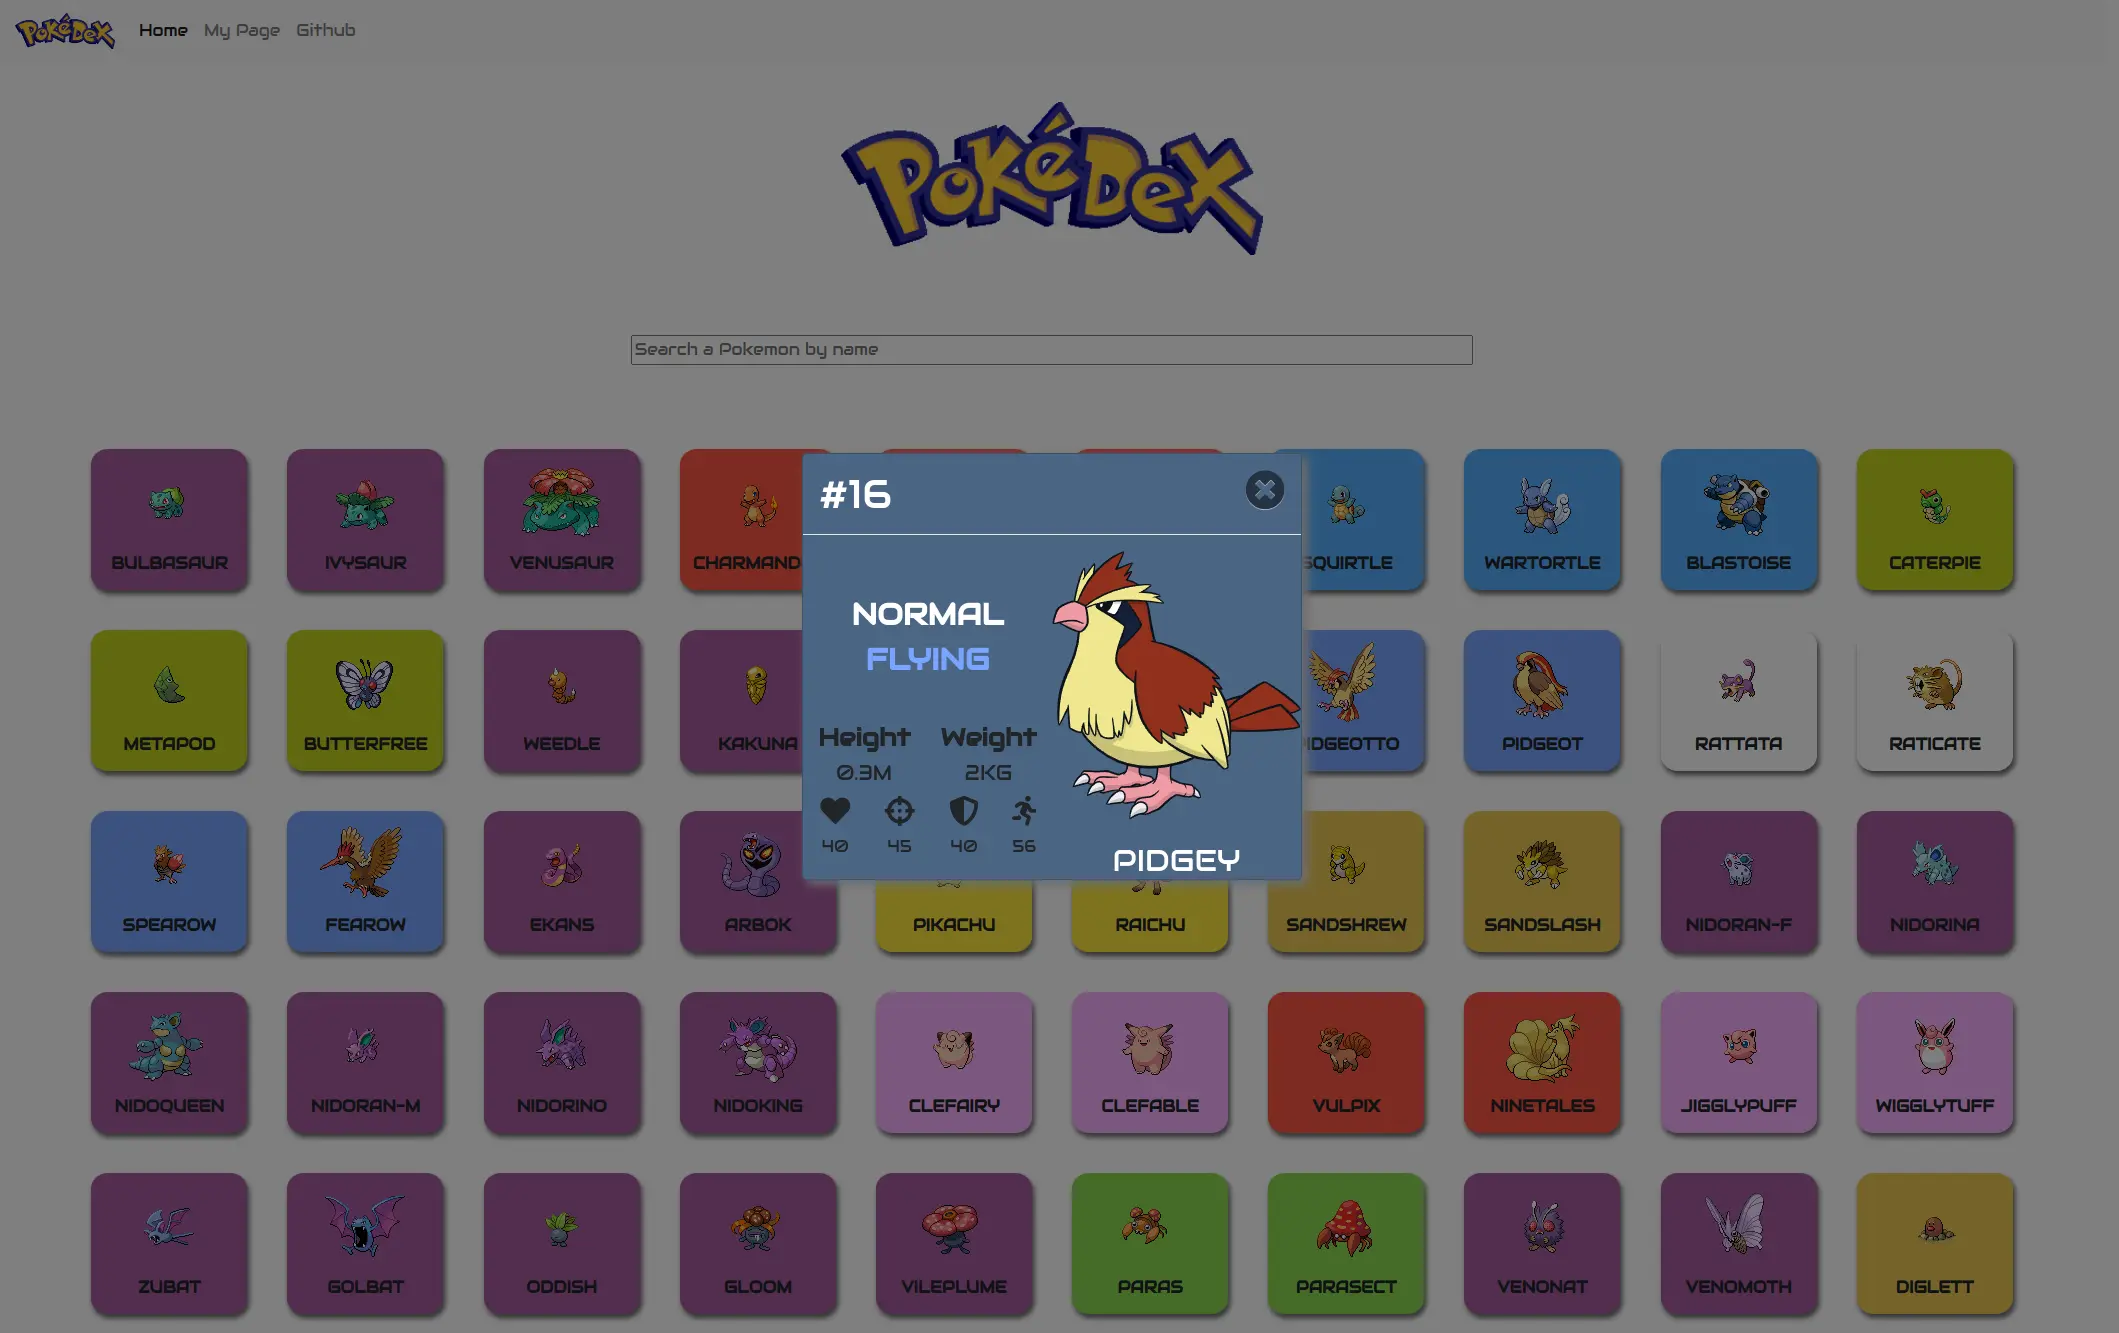 PokéDex Home My Page Github
PokéDex
Search a Pokemon by name
BULBASAUR IVYSAUR VENUSAUR CHARMAND SQUIRTLE WARTORTLE BLASTOISE CATERPIE
#16
NORMAL
FLYING
Height Weight
0.3M 2KG
40 45 40 56
PIDGEY
METAPOD BUTTERFREE WEEDLE KAKUNA IDGEOTTO PIDGEOT RATTATA RATICATE
SPEAROW FEAROW EKANS ARBOK PIKACHU RAICHU SANDSHREW SANDSLASH NIDORAN-F NIDORINA
NIDOQUEEN NIDORAN-M NIDORINO NIDOKING CLEFAIRY CLEFABLE VULPIX NINETALES JIGGLYPUFF WIGGLYTUFF
ZUBAT GOLBAT ODDISH GLOOM VILEPLUME PARAS PARASECT VENONAT VENOMOTH DIGLETT